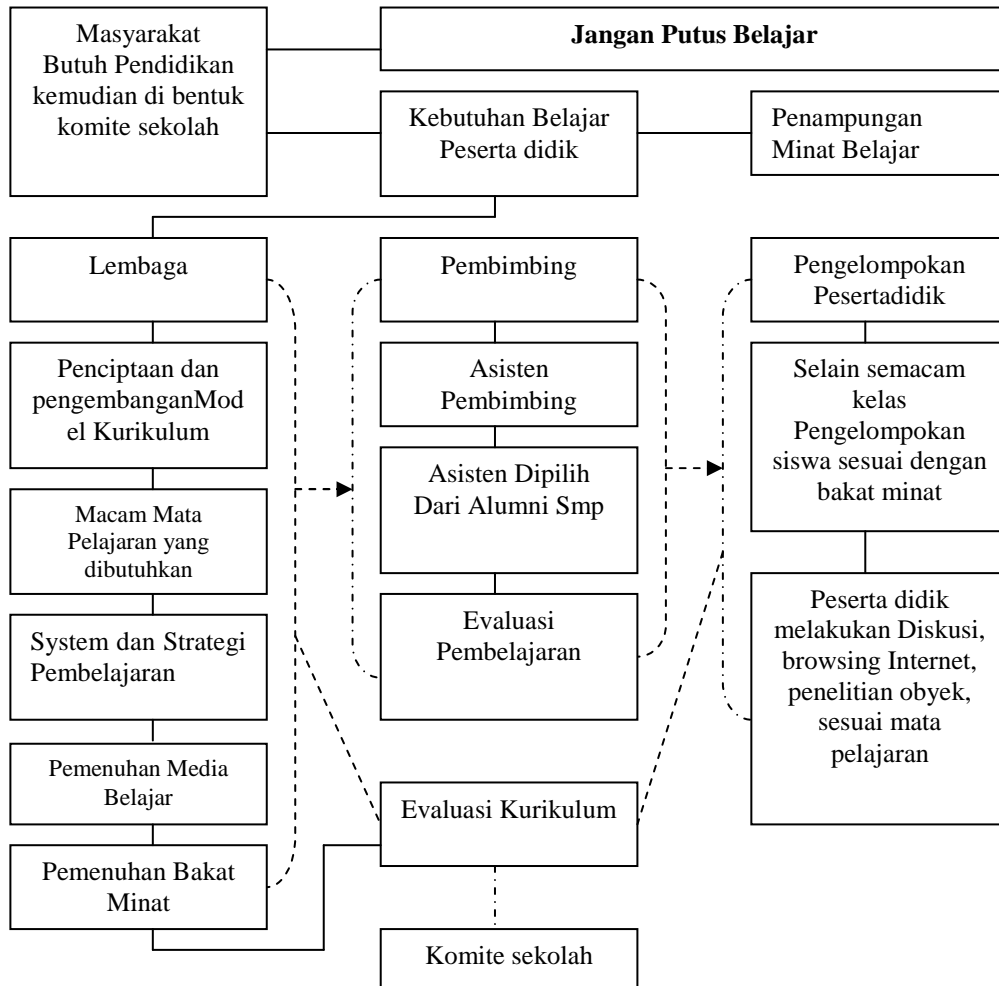 Masyarakat
Butuh Pendidikan
kemudian di bentuk
komite sekolah
Jangan Putus Belajar
Kebutuhan Belajar
Peserta didik
Penampungan
Minat Belajar
Lembaga
Penciptaan dan
pengembanganMod
el Kurikulum
Macam Mata
Pelajaran yang
dibutuhkan
System dan Strategi
Pembelajaran
Pemenuhan Media
Belajar
Pemenuhan Bakat
Minat
Pembimbing
Asisten
Pembimbing
Asisten Dipilih
Dari Alumni Smp
Evaluasi
Pembelajaran
Evaluasi Kurikulum
Komite sekolah
Pengelompokan
Pesertadidik
Selain semacam
kelas
Pengelompokan
siswa sesuai dengan
bakat minat
Peserta didik
melakukan Diskusi,
browsing Internet,
penelitian obyek,
sesuai mata
pelajaran